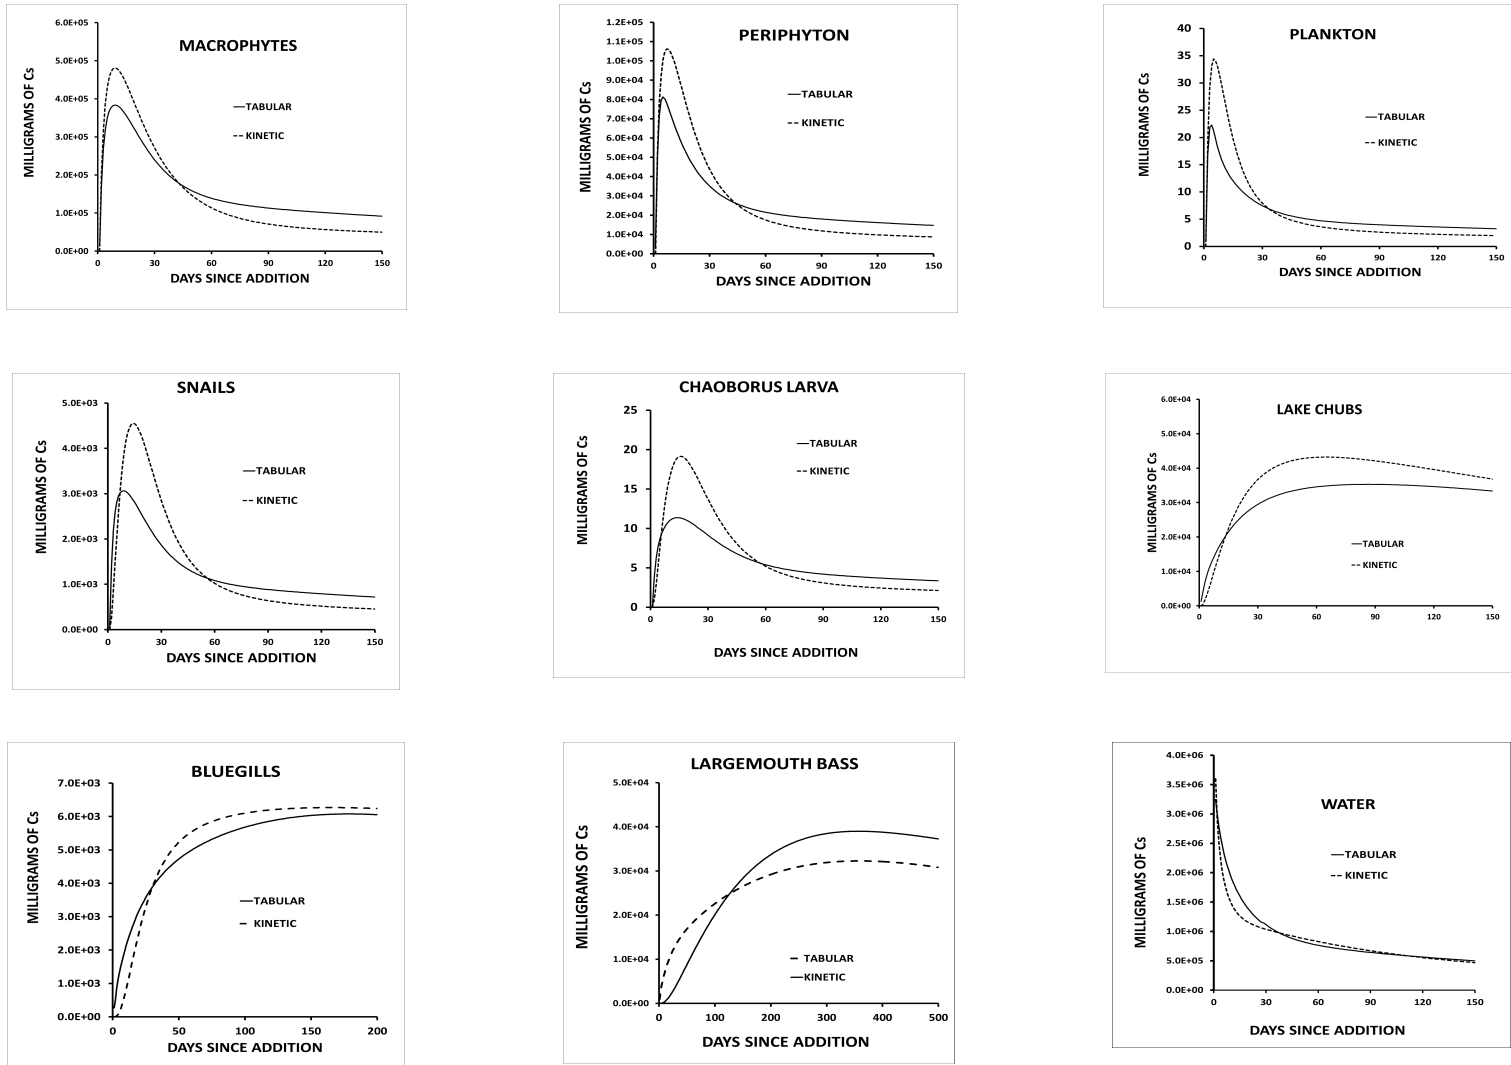 MACROPHYTES
MILLIGRAMS OF Cs
6.0E+05
5.0E+05
4.0E+05
3.0E+05
2.0E+05
1.0E+05
0.0E+00
TABULAR
KINETIC
0 30 60 90 120 150
DAYS SINCE ADDITION
PERIPHYTON
MILLIGRAMS OF Cs
1.2E+05
1.1E+05
1.0E+05
9.0E+04
8.0E+04
7.0E+04
6.0E+04
5.0E+04
4.0E+04
3.0E+04
2.0E+04
1.0E+04
0.0E+00
TABULAR
KINETIC
0 30 60 90 120 150
DAYS SINCE ADDITION
PLANKTON
MILLIGRAMS OF Cs
40
35
30
25
20
15
10
5
0
TABULAR
KINETIC
0 30 60 90 120 150
DAYS SINCE ADDITION
SNAILS
MILLIGRAMS OF Cs
5.0E+03
4.0E+03
3.0E+03
2.0E+03
1.0E+03
0.0E+00
TABULAR
KINETIC
0 30 60 90 120 150
DAYS SINCE ADDITION
CHAOBORUS LARVA
MILLIGRAMS OF Cs
25
20
15
10
5
0
TABULAR
KINETIC
0 30 60 90 120 150
DAYS SINCE ADDITION
LAKE CHUBS
MILLIGRAMS OF Cs
6.0E+04
5.0E+04
4.0E+04
3.0E+04
2.0E+04
1.0E+04
0.0E+00
TABULAR
KINETIC
0 30 60 90 120 150
BLUEGILLS
MILLIGRAMS OF Cs
7.0E+03
6.0E+03
5.0E+03
4.0E+03
3.0E+03
2.0E+03
1.0E+03
0.0E+00
TABULAR
KINETIC
0 50 100 150 200
DAYS SINCE ADDITION
LARGEMOUTH BASS
MILLIGRAMS OF Cs
5.0E+04
4.0E+04
3.0E+04
2.0E+04
1.0E+04
0.0E+00
TABULAR
KINETIC
0 100 200 300 400 500
DAYS SINCE ADDITION
WATER
MILLIGRAMS OF Cs
4.0E+06
3.5E+06
3.0E+06
2.5E+06
2.0E+06
1.5E+06
1.0E+06
5.0E+05
0.0E+00
TABULAR
KINETIC
0 30 60 90 120 150
DAYS SINCE ADDITION